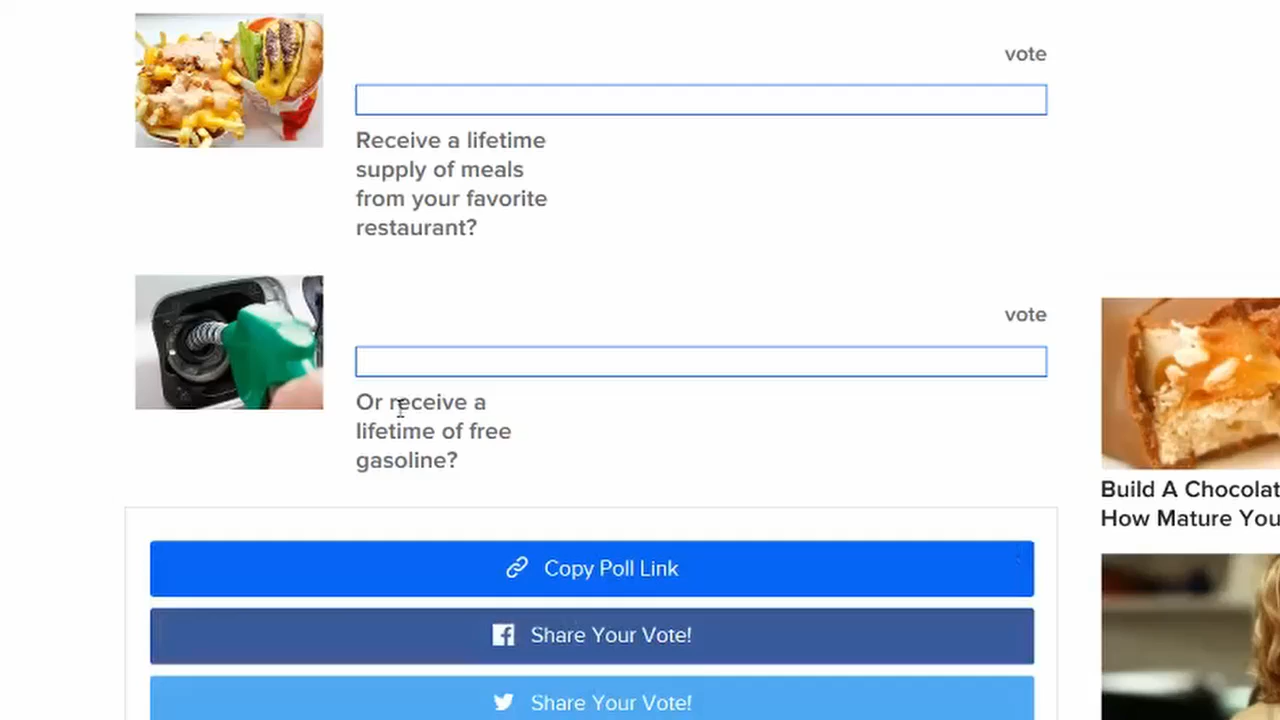 vote
Receive a lifetime
supply of meals
from your favorite
restaurant?
vote
Or receive a
lifetime of free
gasoline?
Build A Chocolat
How Mature You
Copy Poll Link
Share Your Vote!
Share Your Vote!